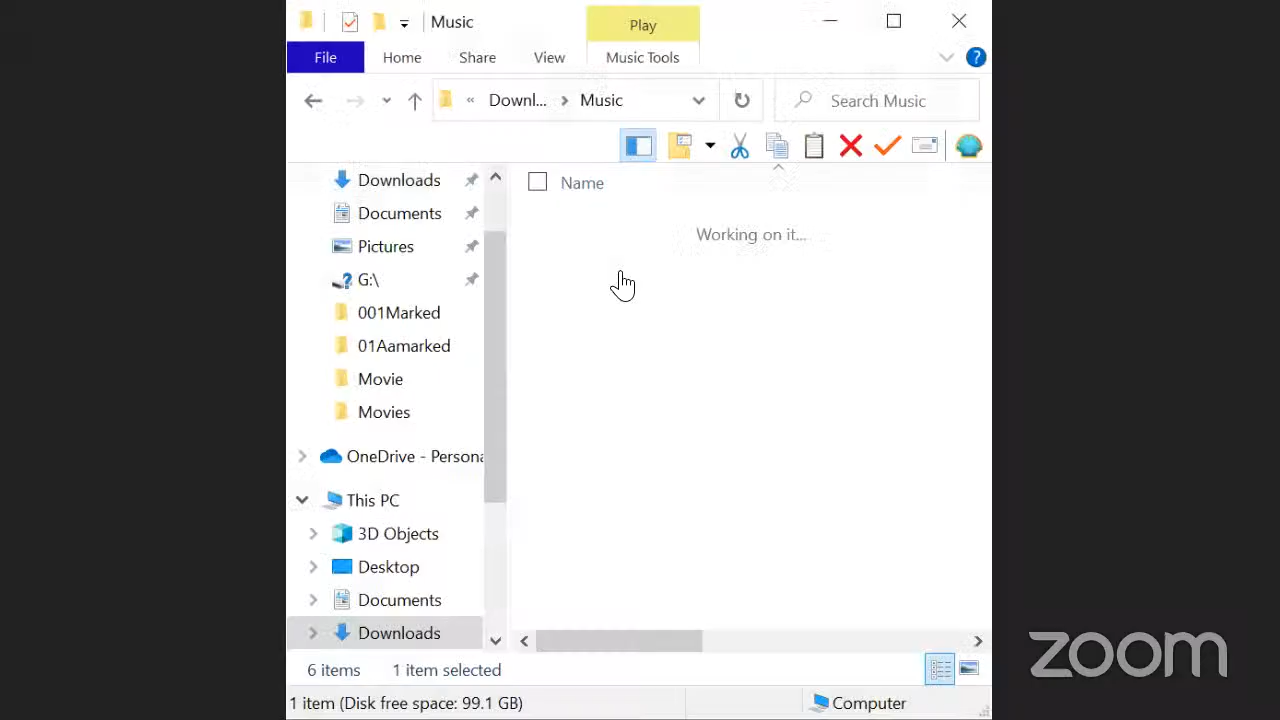 Music
Play
File
Home
Share
View
Music Tools
?
« Downl... > Music
Search Music
Name
Working on it...
Downloads
Documents
Pictures
G:\
001Marked
01Aamarked
Movie
Movies
OneDrive - Persona
This PC
3D Objects
Desktop
Documents
Downloads
6 items
1 item selected
1 item (Disk free space: 99.1 GB)
Computer
zoom